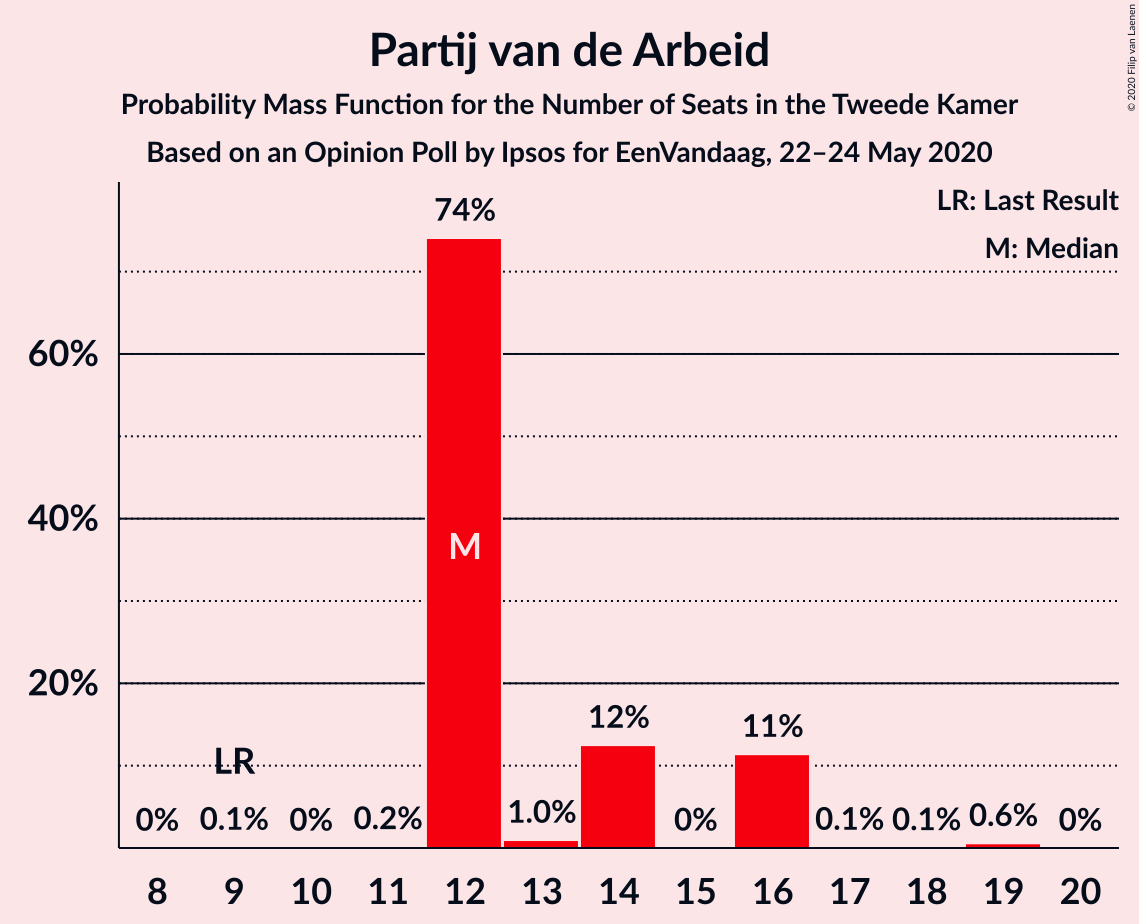 Partij van de Arbeid
Probability Mass Function for the Number of Seats in the Tweede Kamer
Based on an Opinion Poll by Ipsos for EenVandaag, 22–24 May 2020
© 2020 Filip van Laenen
LR: Last Result
M: Median
74%
60%
40%
M
20%
12%
11%
LR
0% 0.1% 0% 0.2% 1.0% 0% 0.1% 0.1% 0.6% 0%
8 9 10 11 12 13 14 15 16 17 18 19 20